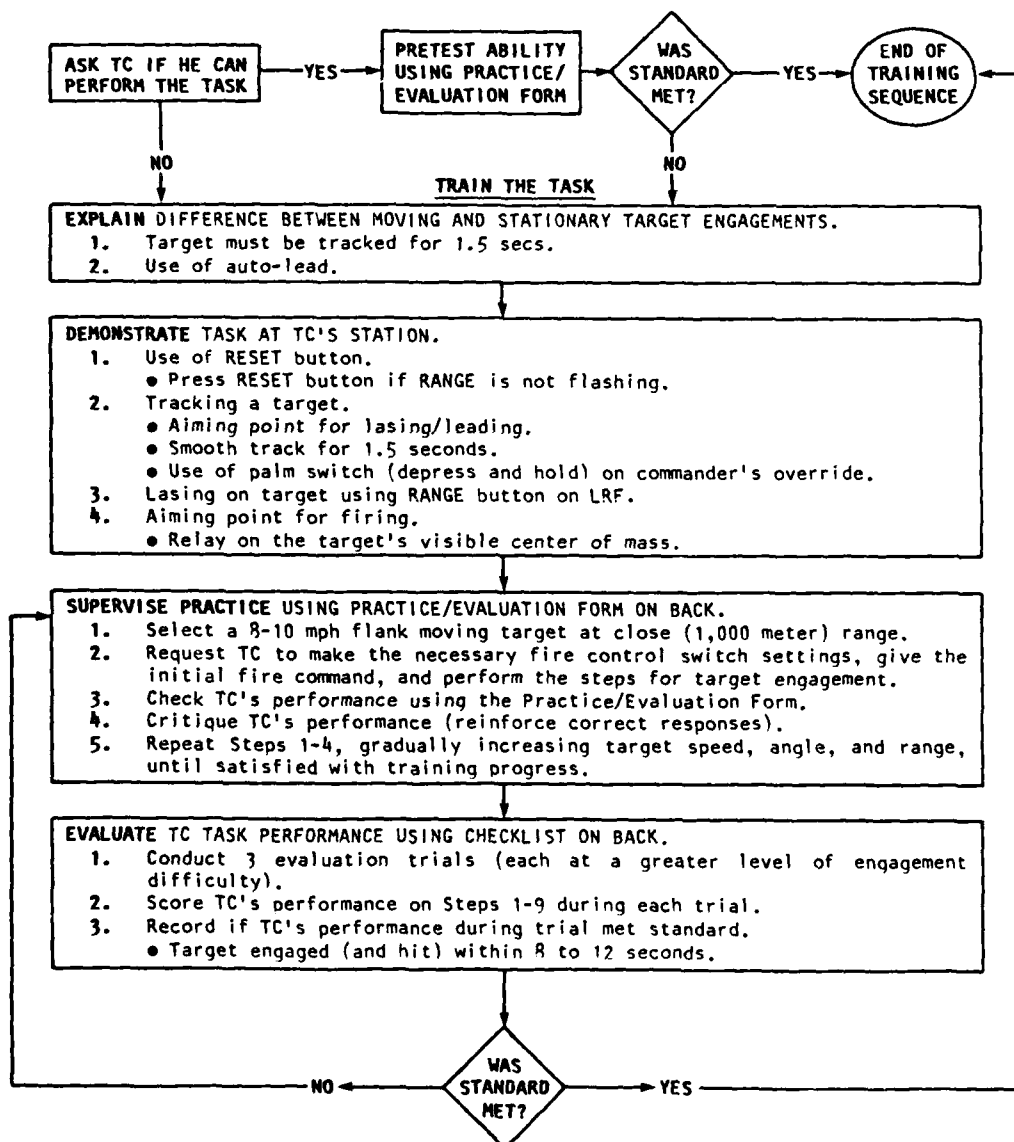 ASK TC IF HE CAN
PERFORM THE TASK
YES
PRETEST ABILITY
USING PRACTICE/
EVALUATION FORM
WAS
STANDARD
MET?
YES
END OF
TRAINING
SEQUENCE
NO
NO
TRAIN THE TASK
EXPLAIN DIFFERENCE BETWEEN MOVING AND STATIONARY TARGET ENGAGEMENTS.
1. Target must be tracked for 1.5 secs.
2. Use of auto-lead.
DEMONSTRATE TASK AT TC'S STATION.
1. Use of RESET button.
• Press RESET button if RANGE is not flashing.
2. Tracking a target.
• Aiming point for lasing/leading.
• Smooth track for 1.5 seconds.
• Use of palm switch (depress and hold) on commander's override.
3. Lasing on target using RANGE button on LRF.
4. Aiming point for firing.
• Relay on the target's visible center of mass.
SUPERVISE PRACTICE USING PRACTICE/EVALUATION FORM ON BACK.
1. Select a 8-10 mph flank moving target at close (1,000 meter) range.
2. Request TC to make the necessary fire control switch settings, give the
initial fire command, and perform the steps for target engagement.
3. Check TC's performance using the Practice/Evaluation Form.
4. Critique TC's performance (reinforce correct responses).
5. Repeat Steps 1-4, gradually increasing target speed, angle, and range,
until satisfied with training progress.
EVALUATE TC TASK PERFORMANCE USING CHECKLIST ON BACK.
1. Conduct 3 evaluation trials (each at a greater level of engagement
difficulty).
2. Score TC's performance on Steps 1-9 during each trial.
3. Record if TC's performance during trial met standard.
• Target engaged (and hit) within 8 to 12 seconds.
NO
WAS
STANDARD
MET?
YES